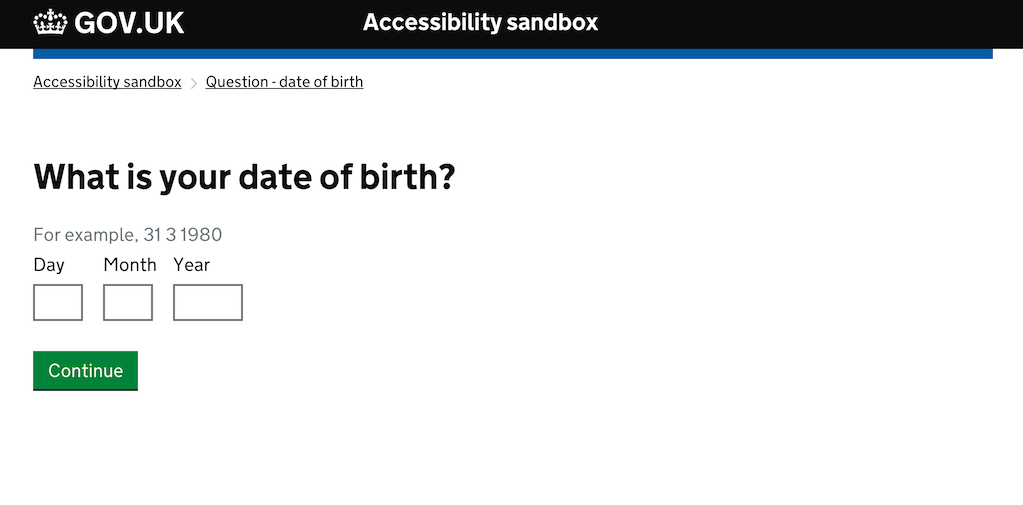 GOV.UK Accessibility sandbox
Accessibility sandbox > Question - date of birth
What is your date of birth?
For example, 31 3 1980
Day Month Year
Continue